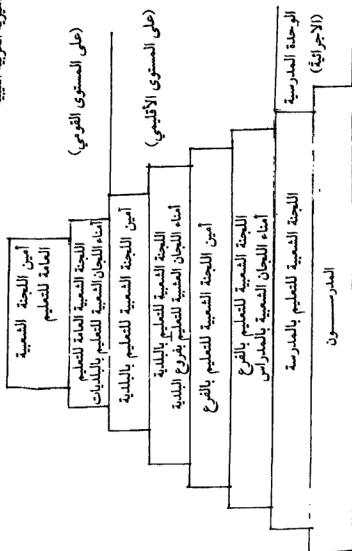 (على المستوى القومي)
(على المستوى الأقليمي)
الوحدة المدرسية
(الاجرائية)
أمين اللجنة الشعبية
العامة للتعليم
اللجنة الشعبية العامة للتعليم
أمناء اللجان الشعبية للتعليم بالبلديات
أمين اللجنة الشعبية للتعليم بالبلدية
اللجنة الشعبية للتعليم بالبلدية
أمناء اللجان الشعبية للتعليم بفروع البلدية
أمين اللجنة الشعبية للتعليم بالفرع
اللجنة الشعبية للتعليم بالفرع
أمناء اللجان الشعبية بالمدراس
اللجنة الشعبية للتعليم بالمدرسة
المدرسون